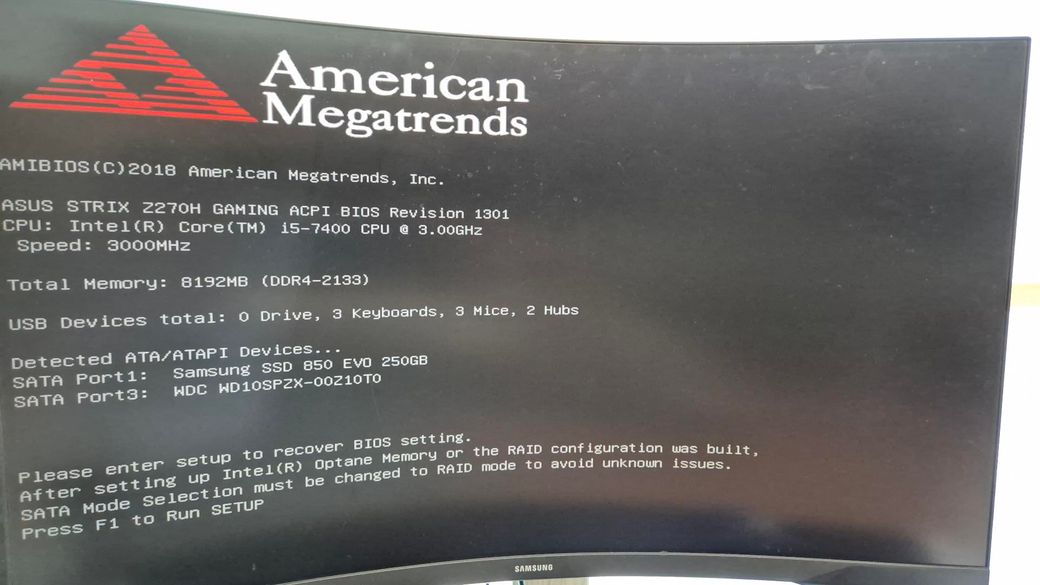 American
Megatrends
AMIBIOS(C)2018 American Megatrends, Inc.
ASUS STRIX Z270H GAMING ACPI BIOS Revision 1301
CPU: Intel(R) Core(TM) i5-7400 CPU @ 3.00GHz
Speed: 3000MHz
Total Memory: 8192MB (DDR4-2133)
USB Devices total: 0 Drive, 3 Keyboards, 3 Mice, 2 Hubs
Detected ATA/ATAPI Devices...
SATA Port1: Samsung SSD 850 EVO 250GB
SATA Port3: WDC WD10SPZX-00Z10T0
Please enter setup to recover BIOS setting.
After setting up Intel(R) Optane Memory or the RAID configuration was built,
SATA Mode Selection must be changed to RAID mode to avoid unknown issues.
Press F1 to Run SETUP
SAMSUNG